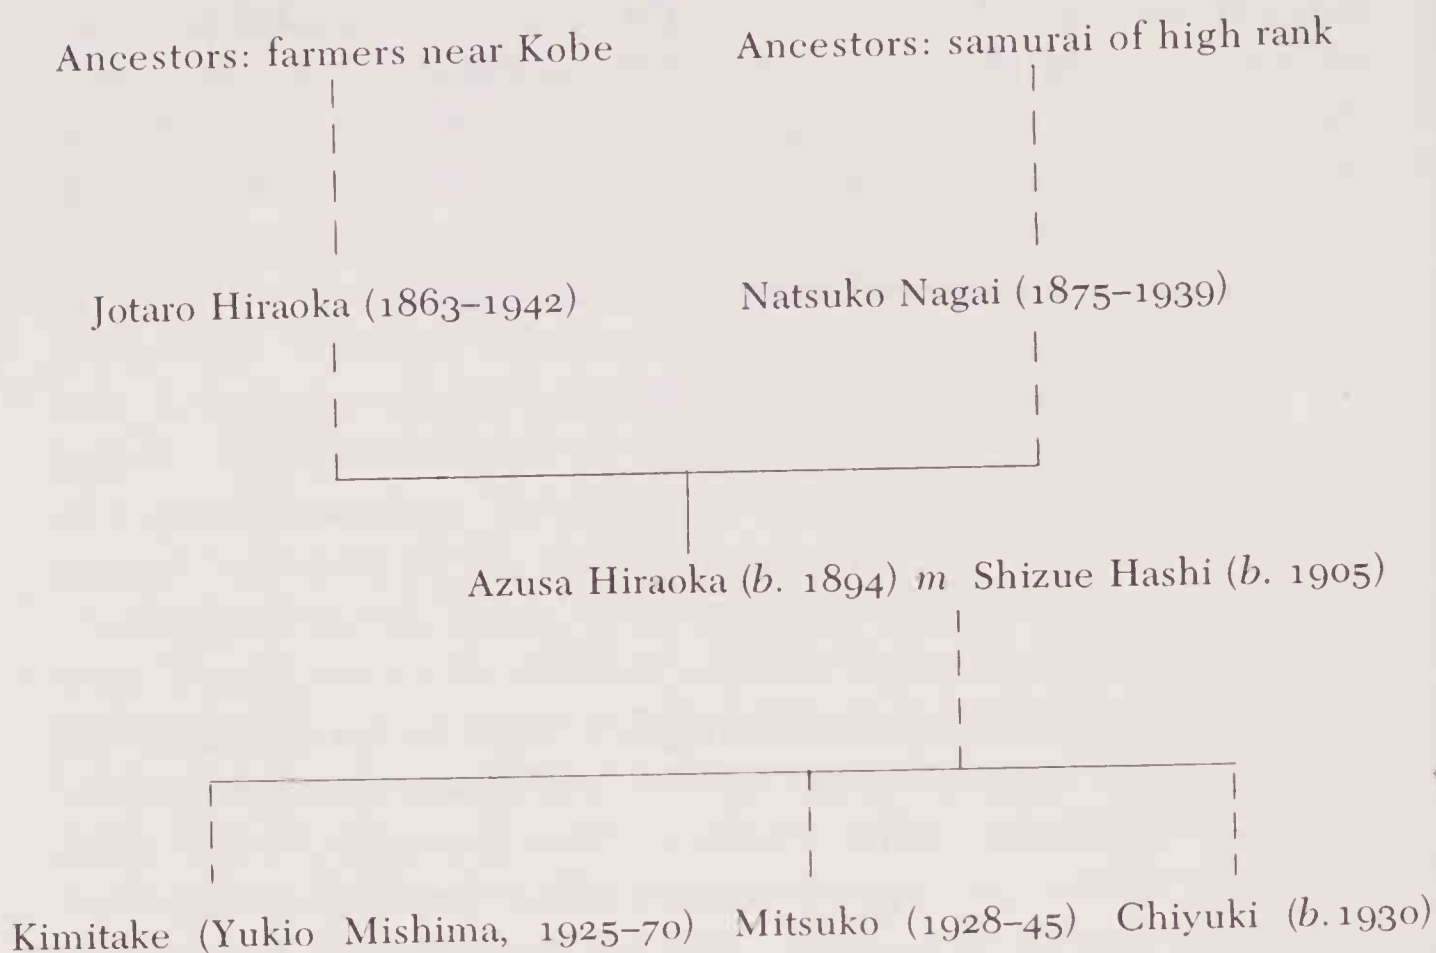 Ancestors: farmers near Kobe Ancestors: samurai of high rank
Jotaro Hiraoka (1863–1942) Natsuko Nagai (1875–1939)
Azusa Hiraoka (b. 1894) m Shizue Hashi (b. 1905)
Kimitake (Yukio Mishima, 1925–70) Mitsuko (1928–45) Chiyuki (b. 1930)